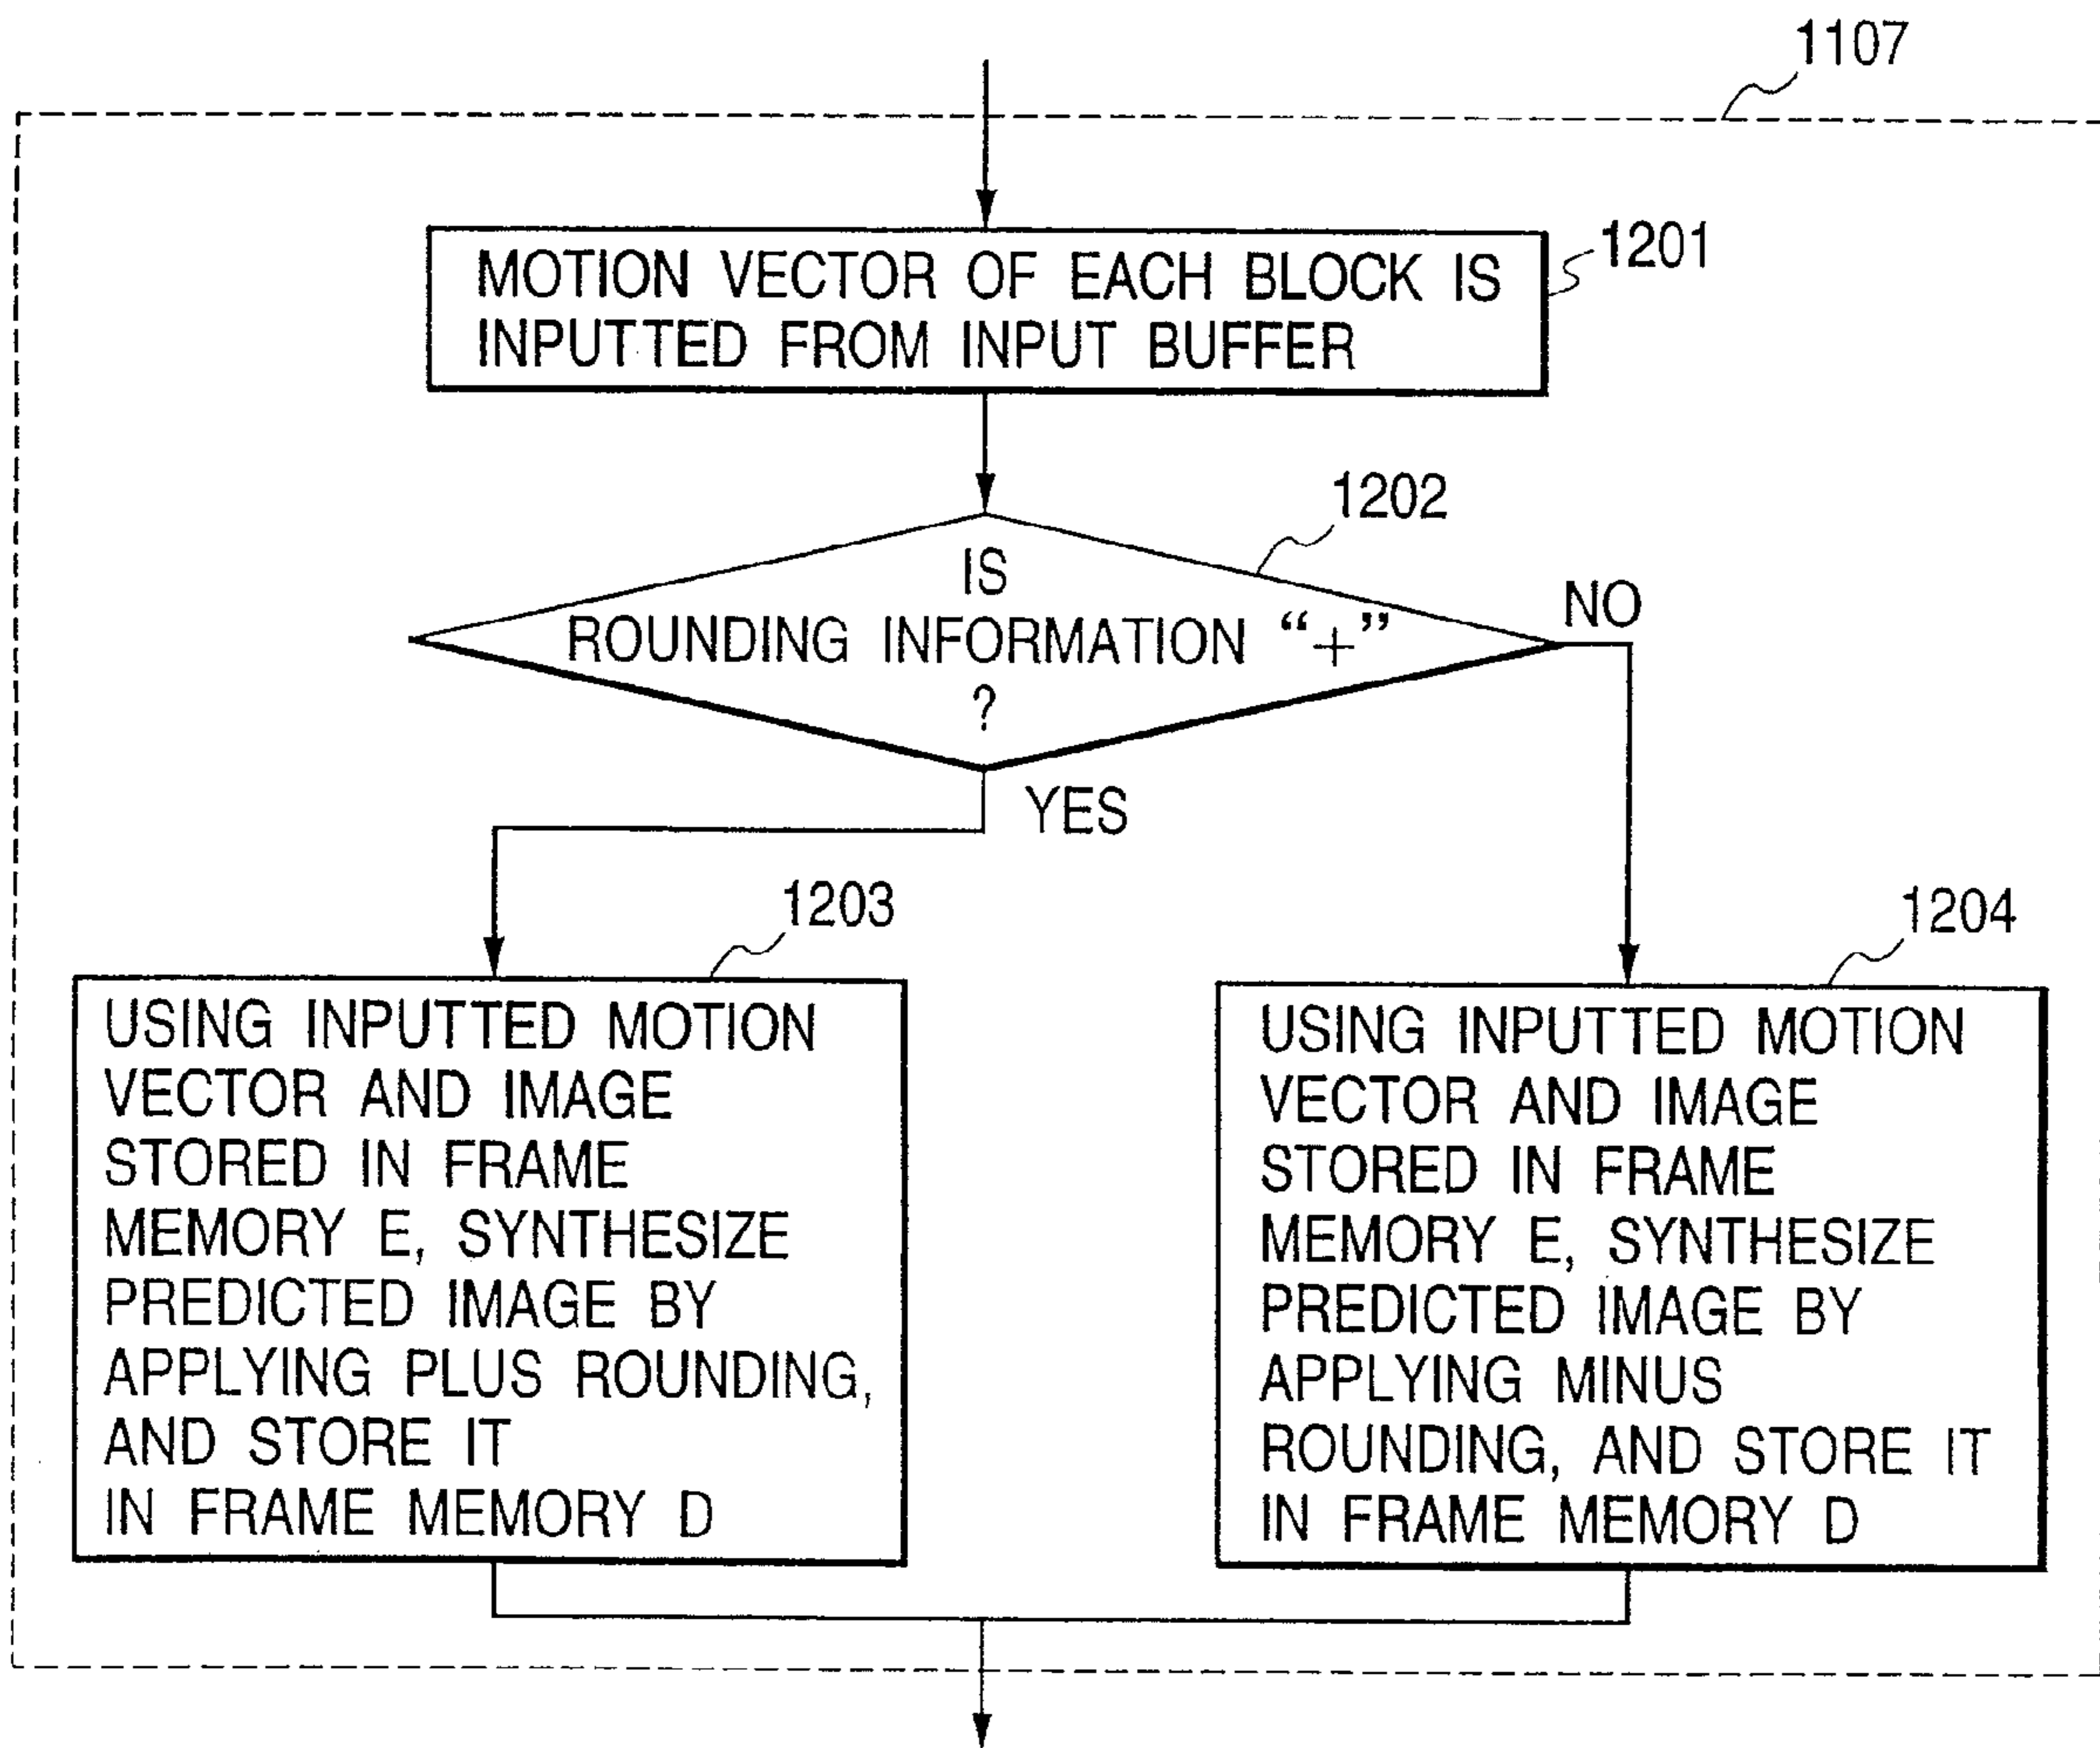 1107
MOTION VECTOR OF EACH BLOCK IS
INPUTTED FROM INPUT BUFFER
1201
1202
IS
ROUNDING INFORMATION “+”
?
NO
YES
1203
USING INPUTTED MOTION
VECTOR AND IMAGE
STORED IN FRAME
MEMORY E, SYNTHESIZE
PREDICTED IMAGE BY
APPLYING PLUS ROUNDING,
AND STORE IT
IN FRAME MEMORY D
1204
USING INPUTTED MOTION
VECTOR AND IMAGE
STORED IN FRAME
MEMORY E, SYNTHESIZE
PREDICTED IMAGE BY
APPLYING MINUS
ROUNDING, AND STORE IT
IN FRAME MEMORY D